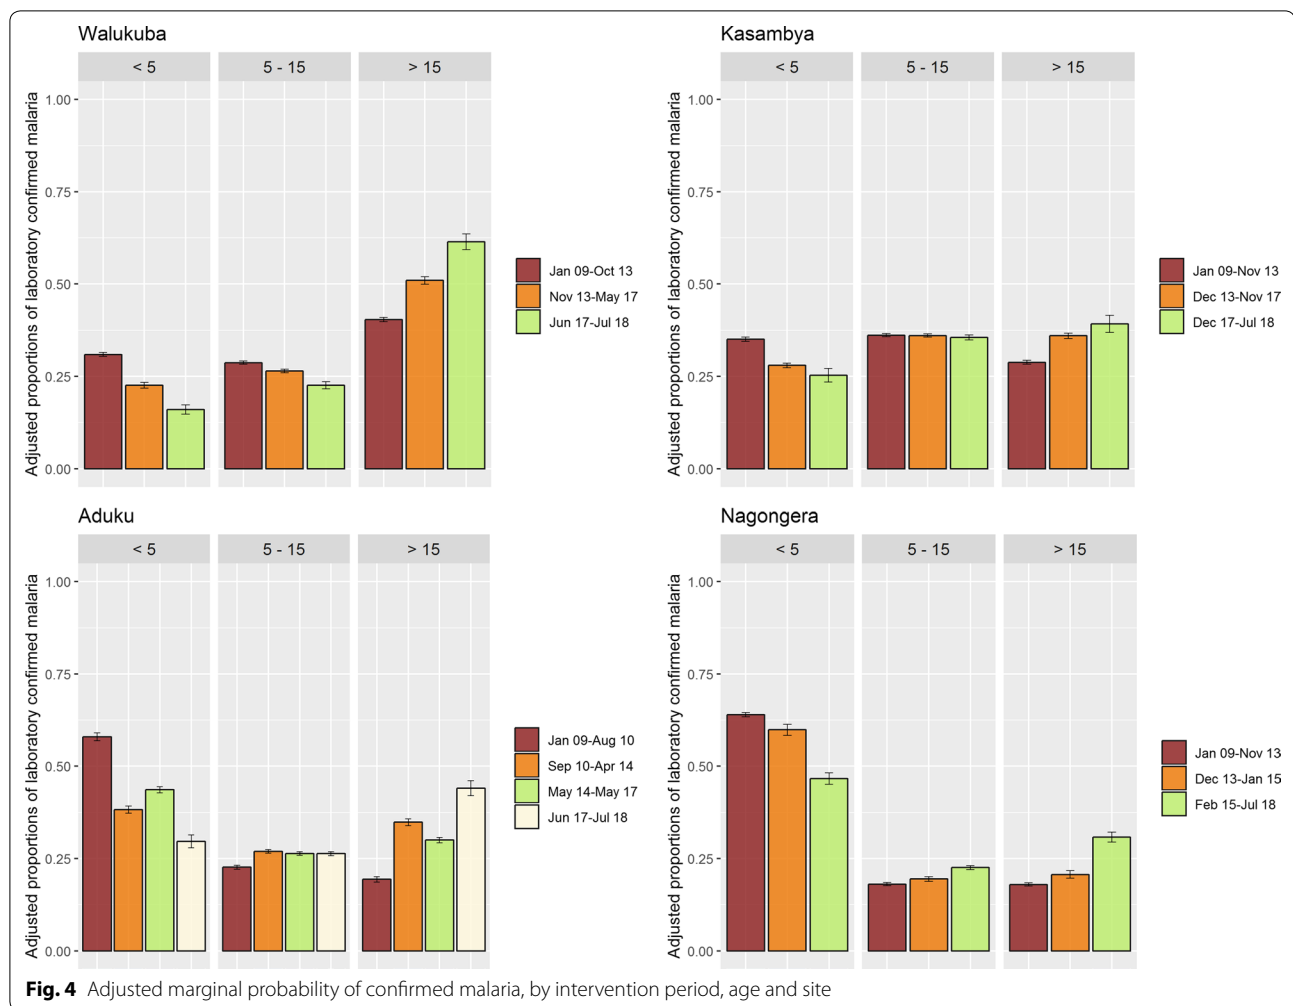 Walukuba
< 5
5 - 15
> 15
Adjusted proportions of laboratory confirmed malaria
1.00
0.75
0.50
0.25
0.00
Jan 09-Oct 13
Nov 13-May 17
Jun 17-Jul 18
Kasambya
< 5
5 - 15
> 15
Adjusted proportions of laboratory confirmed malaria
1.00
0.75
0.50
0.25
0.00
Jan 09-Nov 13
Dec 13-Nov 17
Dec 17-Jul 18
Aduku
< 5
5 - 15
> 15
Adjusted proportions of laboratory confirmed malaria
1.00
0.75
0.50
0.25
0.00
Jan 09-Aug 10
Sep 10-Apr 14
May 14-May 17
Jun 17-Jul 18
Nagongera
< 5
5 - 15
> 15
Adjusted proportions of laboratory confirmed malaria
1.00
0.75
0.50
0.25
0.00
Jan 09-Nov 13
Dec 13-Jan 15
Feb 15-Jul 18
Fig. 4 Adjusted marginal probability of confirmed malaria, by intervention period, age and site